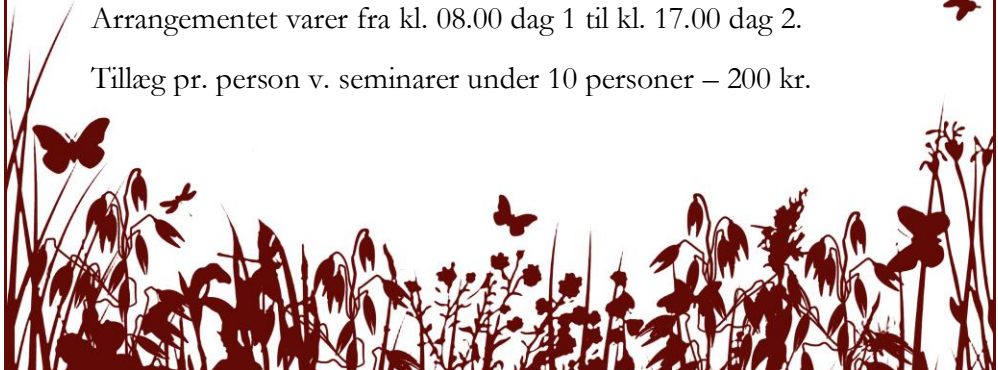 Arrangementet varer fra kl. 08.00 dag 1 til kl. 17.00 dag 2.
Tillæg pr. person v. seminarer under 10 personer – 200 kr.